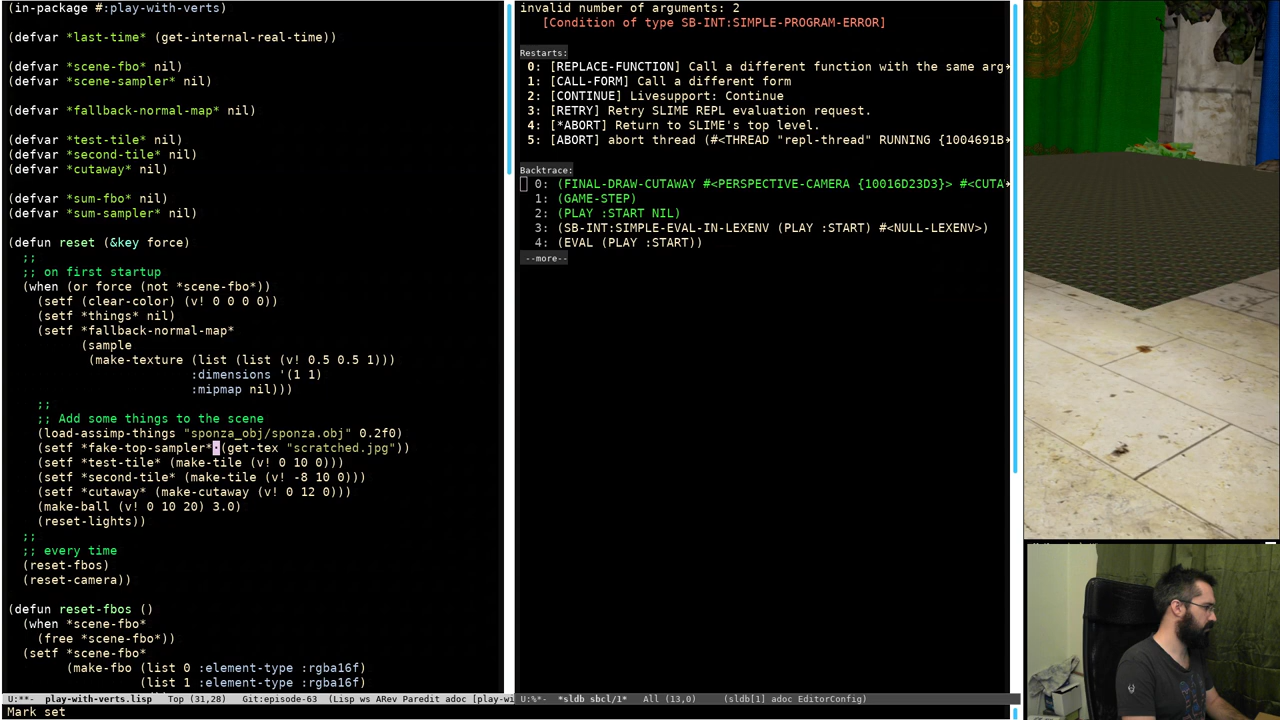 (in-package #:play-with-verts)
(defvar *last-time* (get-internal-real-time))
(defvar *scene-fbo* nil)
(defvar *scene-sampler* nil)
(defvar *fallback-normal-map* nil)
(defvar *test-tile* nil)
(defvar *second-tile* nil)
(defvar *cutaway* nil)
(defvar *sum-fbo* nil)
(defvar *sum-sampler* nil)
(defun reset (&key force)
;;
;; on first startup
(when (or force (not *scene-fbo*))
(setf (clear-color) (v! 0 0 0 0))
(setf *things* nil)
(setf *fallback-normal-map*
(sample
(make-texture (list (list (v! 0.5 0.5 1)))
:dimensions '(1 1)
:mipmap nil)))
;;
;; Add some things to the scene
(load-assimp-things "sponza_obj/sponza.obj" 0.2f0)
(setf *fake-top-sampler* (get-tex "scratched.jpg"))
(setf *test-tile* (make-tile (v! 0 10 0)))
(setf *second-tile* (make-tile (v! -8 10 0)))
(setf *cutaway* (make-cutaway (v! 0 12 0)))
(make-ball (v! 0 10 20) 3.0)
(reset-lights))
;;
;; every time
(reset-fbos)
(reset-camera))
(defun reset-fbos ()
(when *scene-fbo*
(free *scene-fbo*))
(setf *scene-fbo*
(make-fbo (list 0 :element-type :rgba16f)
(list 1 :element-type :rgba16f)
U:**-  play-with-verts.lisp   Top (31,28)   Git:episode-63  (Lisp ws ARev Paredit adoc [play-wi
Mark set
invalid number of arguments: 2
[Condition of type SB-INT:SIMPLE-PROGRAM-ERROR]
Restarts:
0: [REPLACE-FUNCTION] Call a different function with the same arg
1: [CALL-FORM] Call a different form
2: [CONTINUE] Livesupport: Continue
3: [RETRY] Retry SLIME REPL evaluation request.
4: [*ABORT] Return to SLIME's top level.
5: [ABORT] abort thread (#<THREAD "repl-thread" RUNNING {1004691B
Backtrace:
0: (FINAL-DRAW-CUTAWAY #<PERSPECTIVE-CAMERA {10016D23D3}> #<CUTA
1: (GAME-STEP)
2: (PLAY :START NIL)
3: (SB-INT:SIMPLE-EVAL-IN-LEXENV (PLAY :START) #<NULL-LEXENV>)
4: (EVAL (PLAY :START))
--more--
U:%*-  *sldb sbcl/1*   All (13,0)     (sldb[1] adoc EditorConfig)